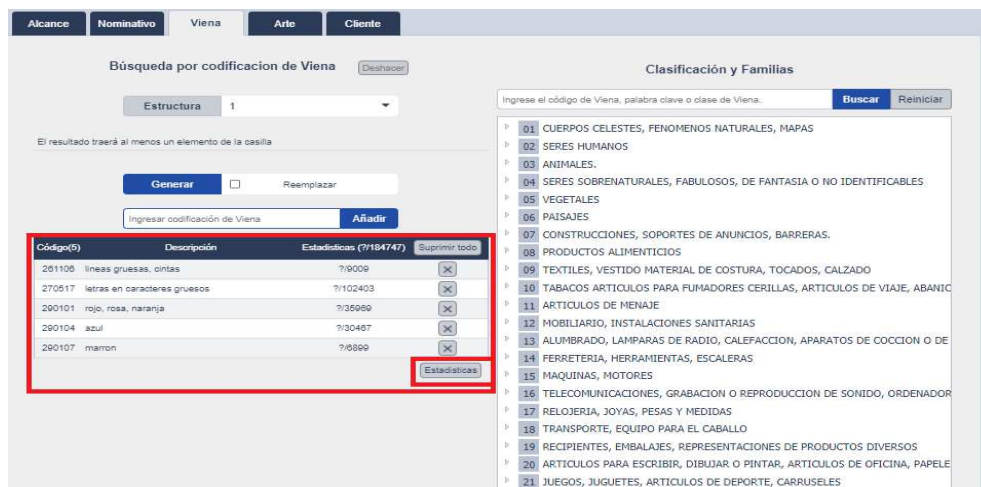 Alcance Nominativo Viena Arte Cliente
Búsqueda por codificacion de Viena Deshacer
Estructura 1
El resultado traerá al menos un elemento de la casilla
Generar Reemplazar
Ingresar codificación de Viena Añadir
Código(5) Descripción Estadisticas (?/184747) Suprimir todo
261106 lineas gruesas, cintas ?/9009
270517 letras en caracteres gruesos ?/102403
290101 rojo, rosa, naranja ?/35969
290104 azul ?/30467
290107 marron ?/6899
Estadisticas
Clasificación y Familias
Ingrese el código de Viena, palabra clave o clase de Viena. Buscar Reiniciar
01 CUERPOS CELESTES, FENOMENOS NATURALES, MAPAS
02 SERES HUMANOS
03 ANIMALES.
04 SERES SOBRENATURALES, FABULOSOS, DE FANTASIA O NO IDENTIFICABLES
05 VEGETALES
06 PAISAJES
07 CONSTRUCCIONES, SOPORTES DE ANUNCIOS, BARRERAS.
08 PRODUCTOS ALIMENTICIOS
09 TEXTILES, VESTIDO MATERIAL DE COSTURA, TOCADOS, CALZADO
10 TABACOS ARTICULOS PARA FUMADORES CERILLAS, ARTICULOS DE VIAJE, ABANIC
11 ARTICULOS DE MENAJE
12 MOBILIARIO, INSTALACIONES SANITARIAS
13 ALUMBRADO, LAMPARAS DE RADIO, CALEFACCION, APARATOS DE COCCION O DE
14 FERRETERIA, HERRAMIENTAS, ESCALERAS
15 MAQUINAS, MOTORES
16 TELECOMUNICACIONES, GRABACION O REPRODUCCION DE SONIDO, ORDENADOR
17 RELOJERIA, JOYAS, PESAS Y MEDIDAS
18 TRANSPORTE, EQUIPO PARA EL CABALLO
19 RECIPIENTES, EMBALAJES, REPRESENTACIONES DE PRODUCTOS DIVERSOS
20 ARTICULOS PARA ESCRIBIR, DIBUJAR O PINTAR, ARTICULOS DE OFICINA, PAPELE
21 JUEGOS, JUGUETES, ARTICULOS DE DEPORTE, CARRUSELES